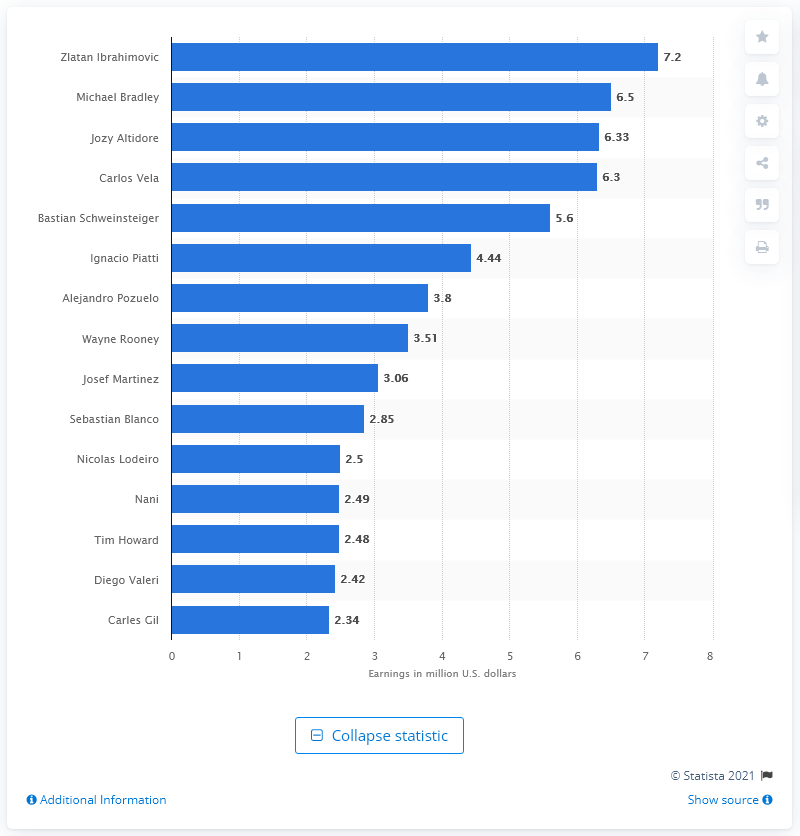 Zlatan Ibrahimovic 7.2
Michael Bradley 6.5
Jozy Altidore 6.33
Carlos Vela 6.3
Bastian Schweinsteiger 5.6
Ignacio Piatti 4.44
Alejandro Pozuelo 3.8
Wayne Rooney 3.51
Josef Martinez 3.06
Sebastian Blanco 2.85
Nicolas Lodeiro 2.5
Nani 2.49
Tim Howard 2.48
Diego Valeri 2.42
Carles Gil 2.34
0 1 2 3 4 5 6 7 8
Earnings in million U.S. dollars
Collapse statistic
© Statista 2021
Additional Information Show source